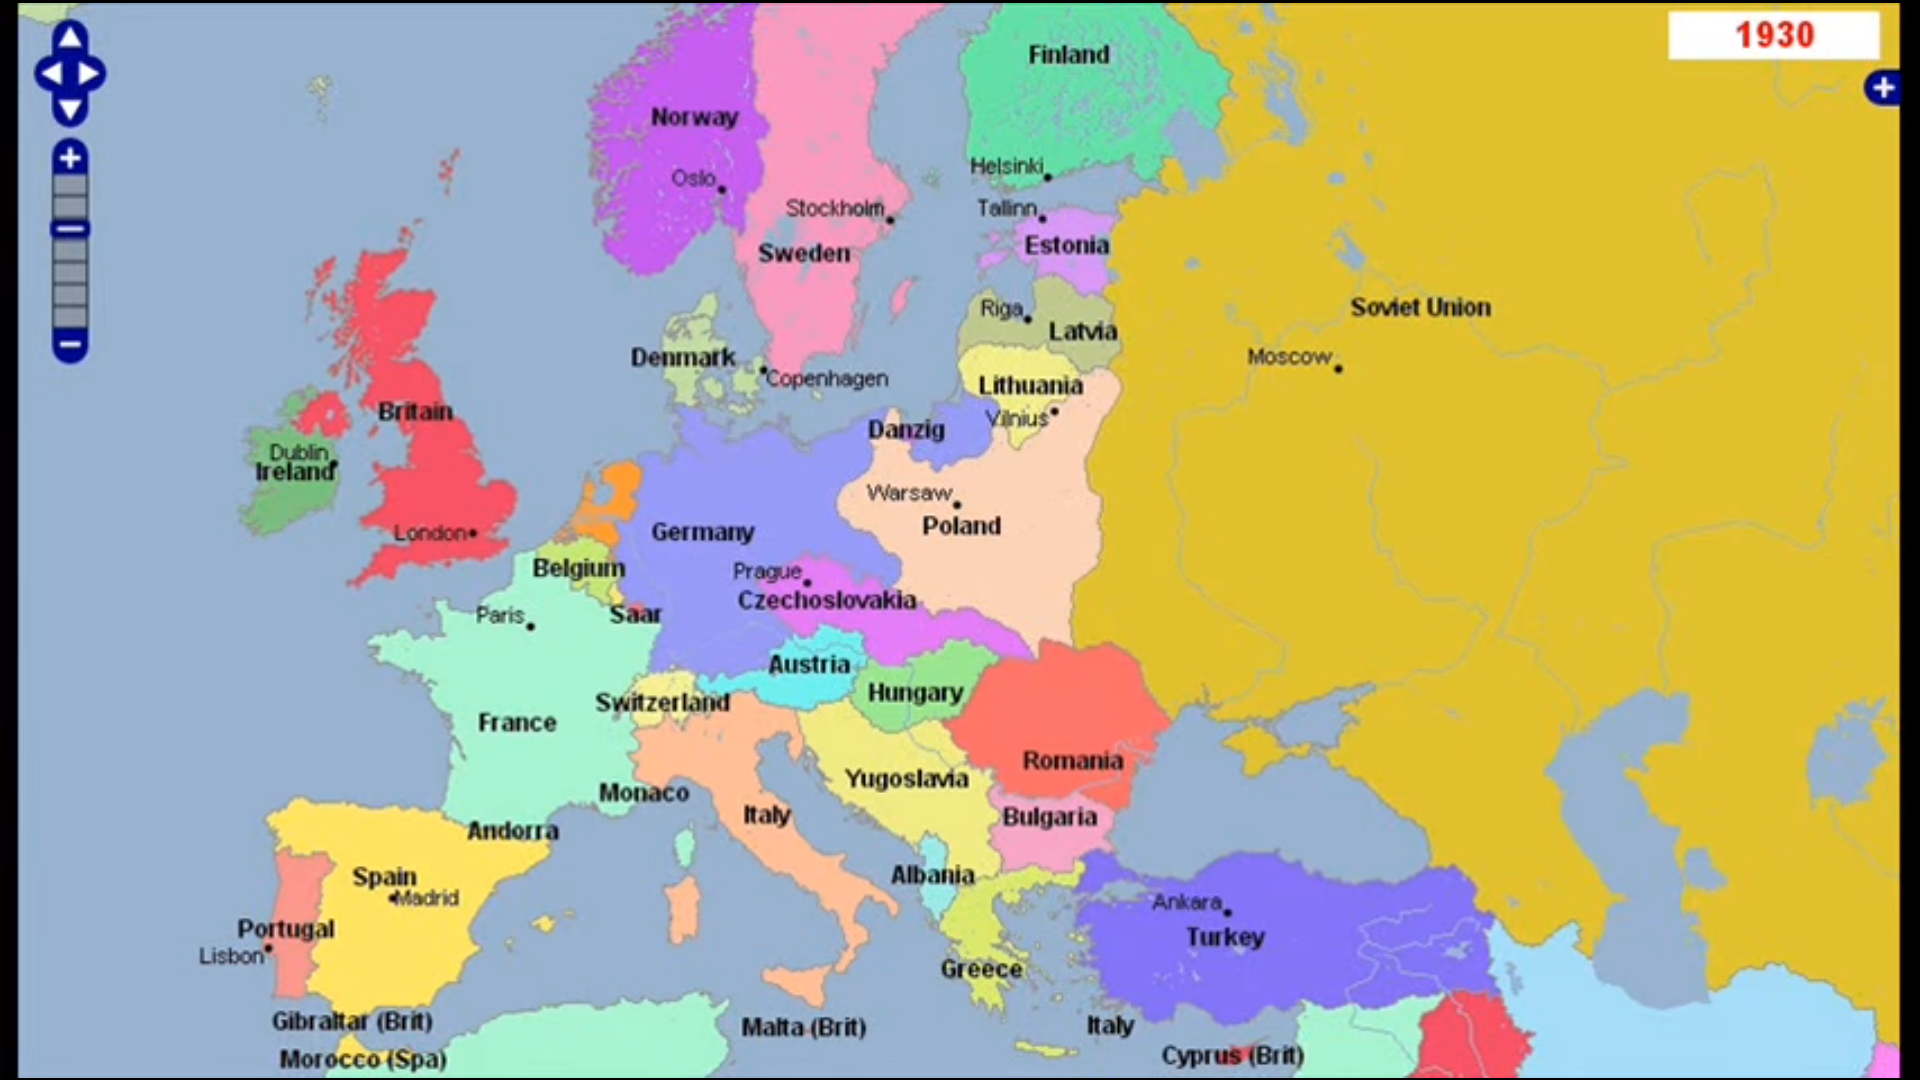 1930
Finland
Norway
Helsinki
Oslo
Tallinn
Stockholm
Estonia
Sweden
Riga
Soviet Union
Latvia
Denmark
Moscow
Copenhagen
Lithuania
Britain
Vilnius
Danzig
Dublin
Ireland
Warsaw
Poland
London
Germany
Belgium
Prague
Czechoslovakia
Paris
Saar
Austria
Switzerland
Hungary
France
Romania
Yugoslavia
Monaco
Italy
Bulgaria
Andorra
Spain
Albania
Madrid
Ankara
Portugal
Turkey
Lisbon
Greece
Gibraltar (Brit)
Malta (Brit)
Italy
Morocco (Spa)
Cyprus (Brit)